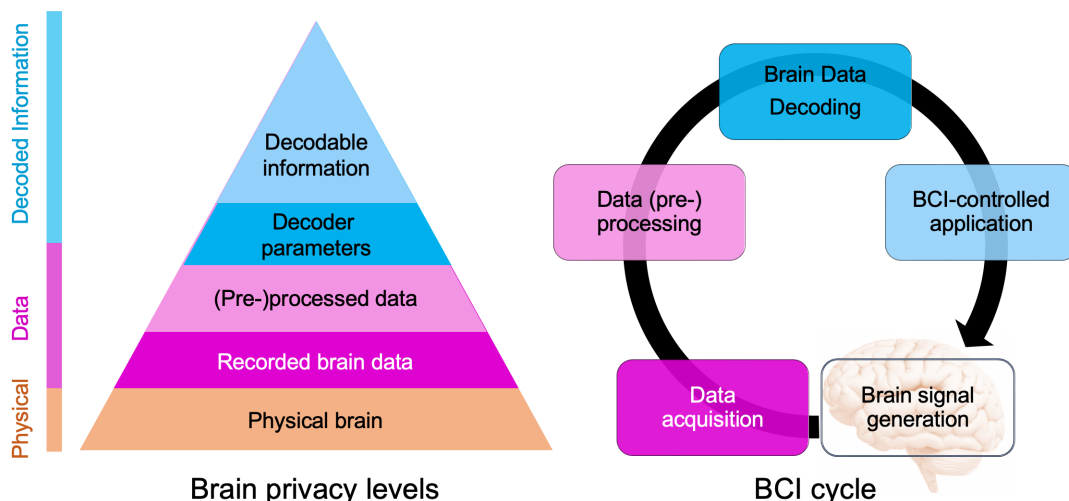 Decoded Information
Data
Physical
Decodable
information
Decoder
parameters
(Pre-)processed data
Recorded brain data
Physical brain
Brain privacy levels
Brain Data
Decoding
Data (pre-)
processing
BCI-controlled
application
Data
acquisition
Brain signal
generation
BCI cycle